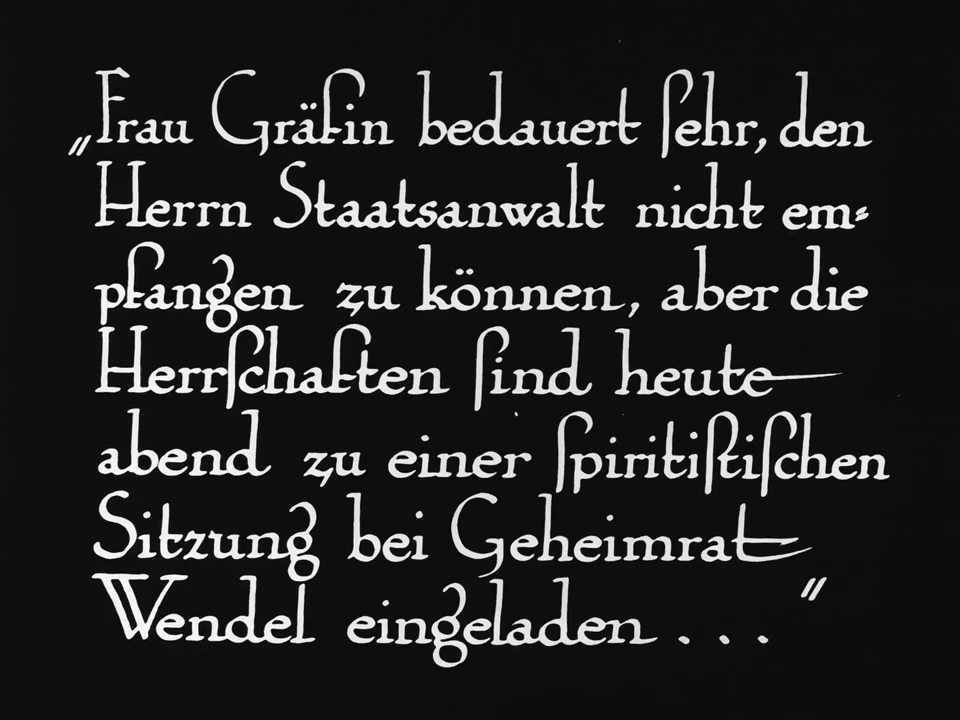 „Frau Gräfin bedauert ſehr, den
Herrn Staatsanwalt nicht em⸗
pfangen zu können, aber die
Herrſchaften ſind heute
abend zu einer ſpiritiſtiſchen
Sitzung bei Geheimrat
Wendel eingeladen . . . "